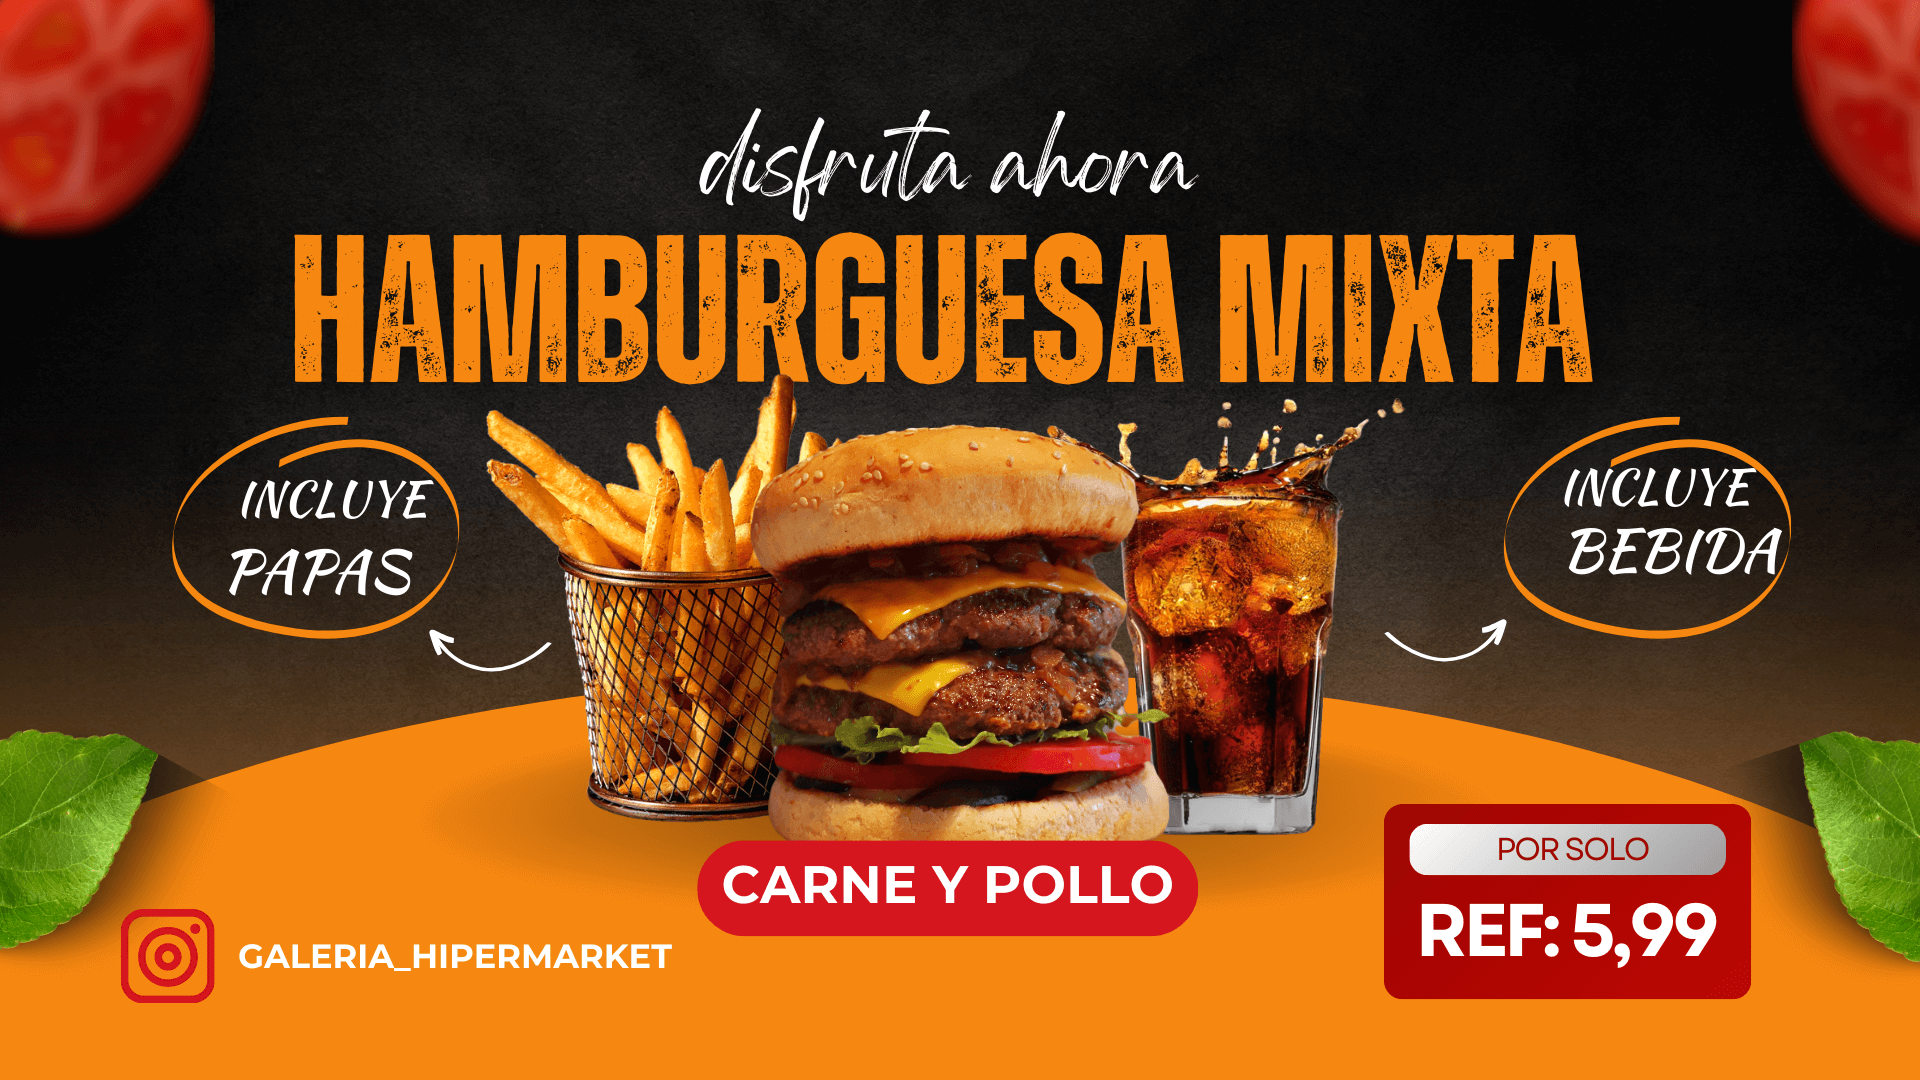 disfruta ahora
HAMBURGUESA MIXTA
INCLUYE
PAPAS
INCLUYE
BEBIDA
CARNE Y POLLO
POR SOLO
REF: 5,99
GALERIA_HIPERMARKET